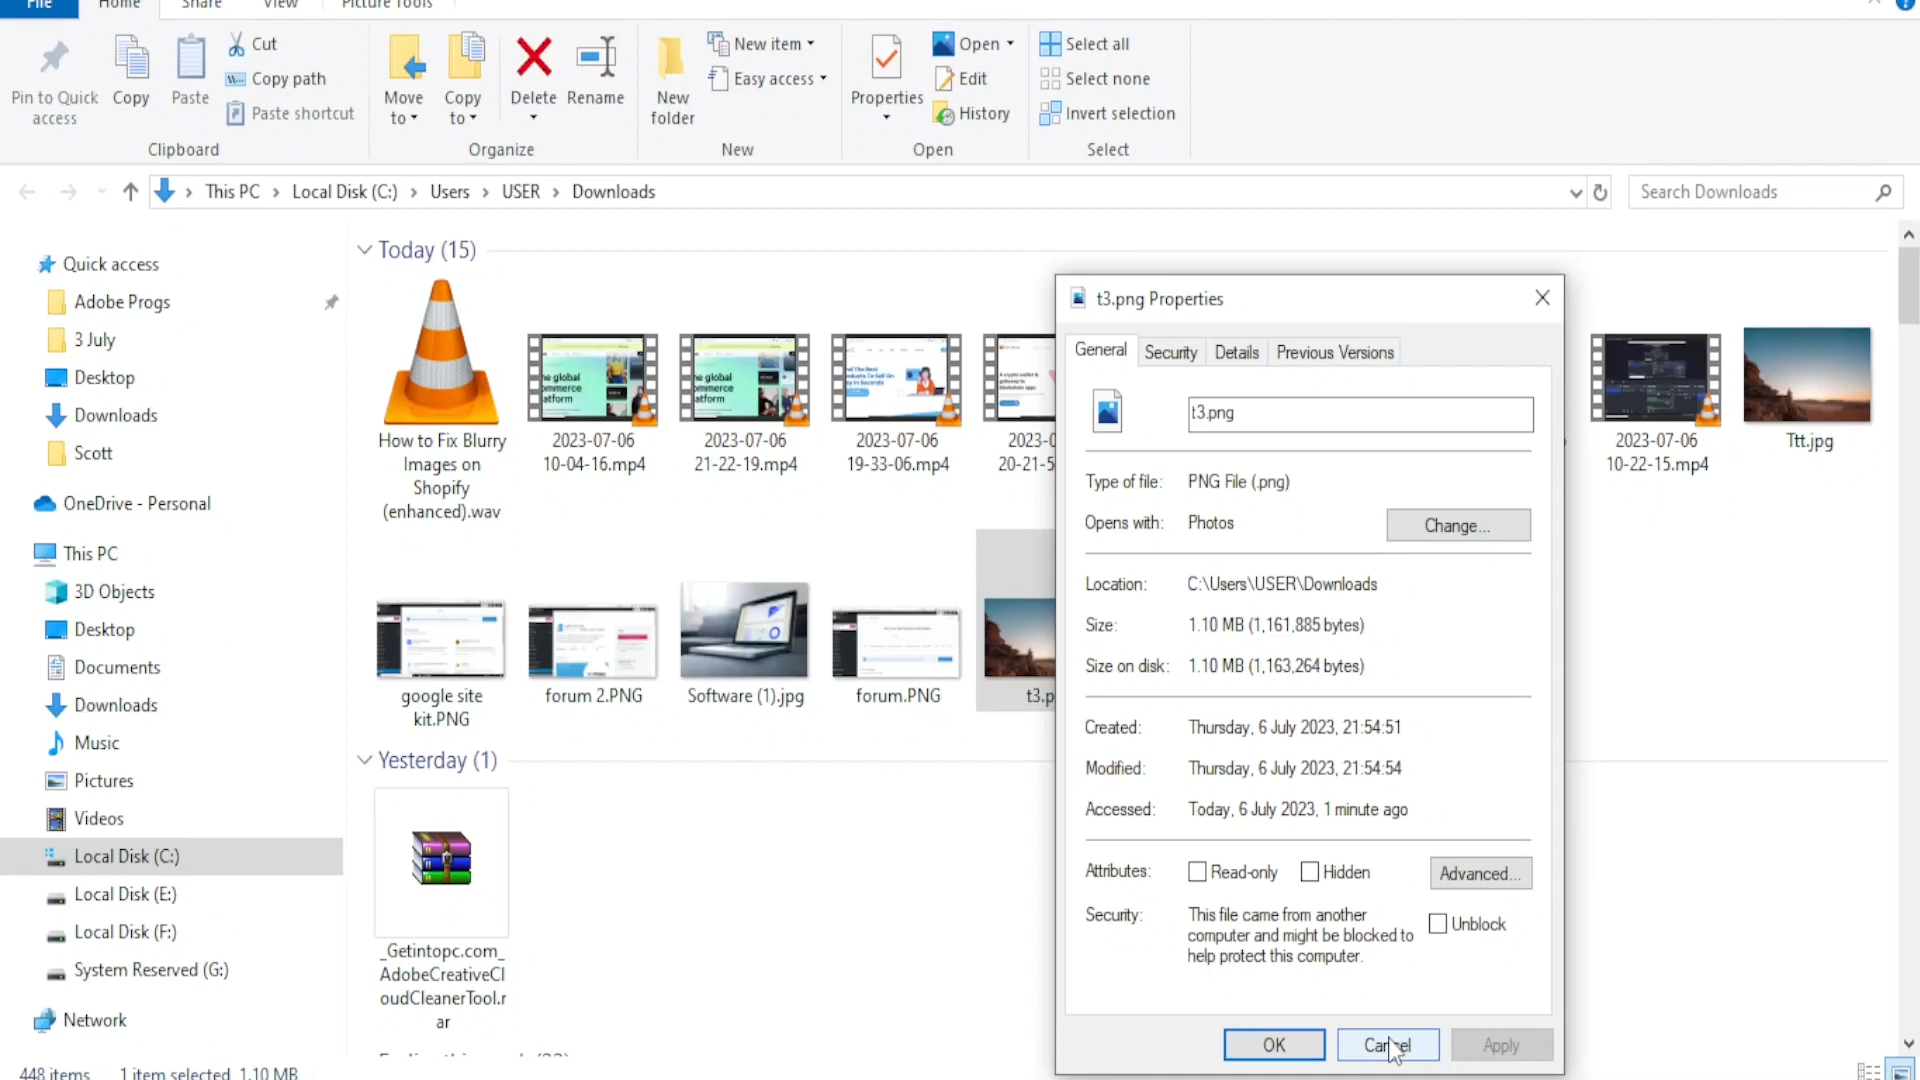 File Home Share View Picture Tools
Pin to Quick access
Copy
Paste
Cut
Copy path
Paste shortcut
Clipboard
Move to
Copy to
Delete
Rename
Organize
New folder
New item
Easy access
New
Properties
Open
Edit
History
Open
Select all
Select none
Invert selection
Select
This PC > Local Disk (C:) > Users > USER > Downloads
Search Downloads
Quick access
Adobe Progs
3 July
Desktop
Downloads
Scott
OneDrive - Personal
This PC
3D Objects
Desktop
Documents
Downloads
Music
Pictures
Videos
Local Disk (C:)
Local Disk (E:)
Local Disk (F:)
System Reserved (G:)
Network
Today (15)
How to Fix Blurry
Images on
Shopify
(enhanced).wav
2023-07-06
10-04-16.mp4
2023-07-06
21-22-19.mp4
2023-07-06
19-33-06.mp4
2023-0
20-21-5
2023-07-06
10-22-15.mp4
Ttt.jpg
google site
kit.PNG
forum 2.PNG
Software (1).jpg
forum.PNG
t3.p
Yesterday (1)
_Getintopc.com_
AdobeCreativeCl
oudCleanerTool.r
ar
t3.png Properties
General Security Details Previous Versions
t3.png
Type of file: PNG File (.png)
Opens with: Photos Change...
Location: C:\Users\USER\Downloads
Size: 1.10 MB (1,161,885 bytes)
Size on disk: 1.10 MB (1,163,264 bytes)
Created: Thursday, 6 July 2023, 21:54:51
Modified: Thursday, 6 July 2023, 21:54:54
Accessed: Today, 6 July 2023, 1 minute ago
Attributes: Read-only Hidden Advanced...
Security: This file came from another
computer and might be blocked to
help protect this computer.
Unblock
OK Cancel Apply
448 items 1 item selected 1.10 MB